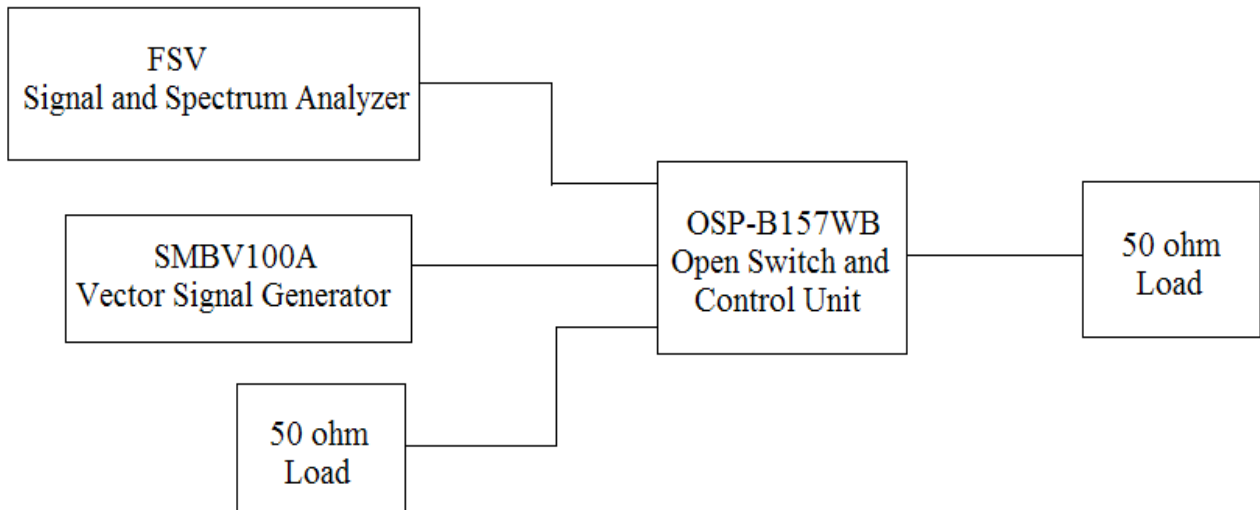 FSV
Signal and Spectrum Analyzer
SMBV100A
Vector Signal Generator
50 ohm
Load
OSP-B157WB
Open Switch and
Control Unit
50 ohm
Load